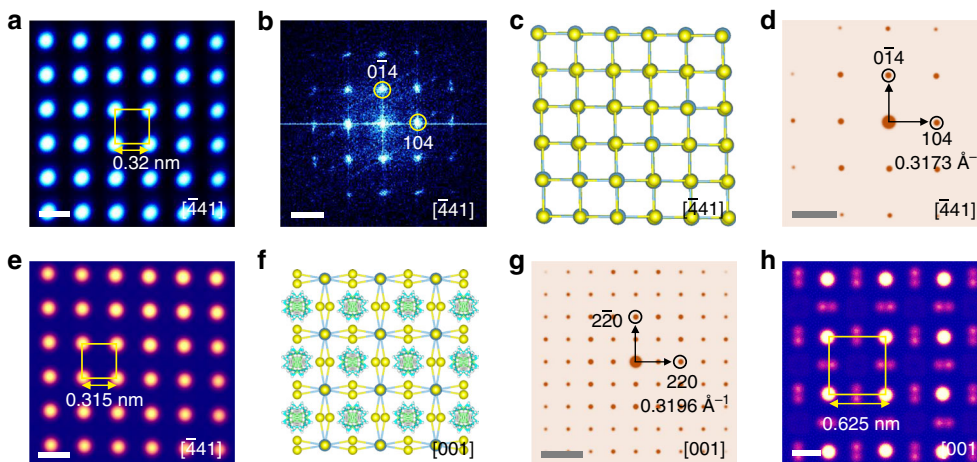 a
0.32 nm
[4̄41]
b
01̄4
104
[4̄41]
c
[4̄41]
d
01̄4
104
0.3173 Å⁻
[4̄41]
e
0.315 nm
[4̄41]
f
[001]
g
22̄0
220
0.3196 Å⁻¹
[001]
h
0.625 nm
[001